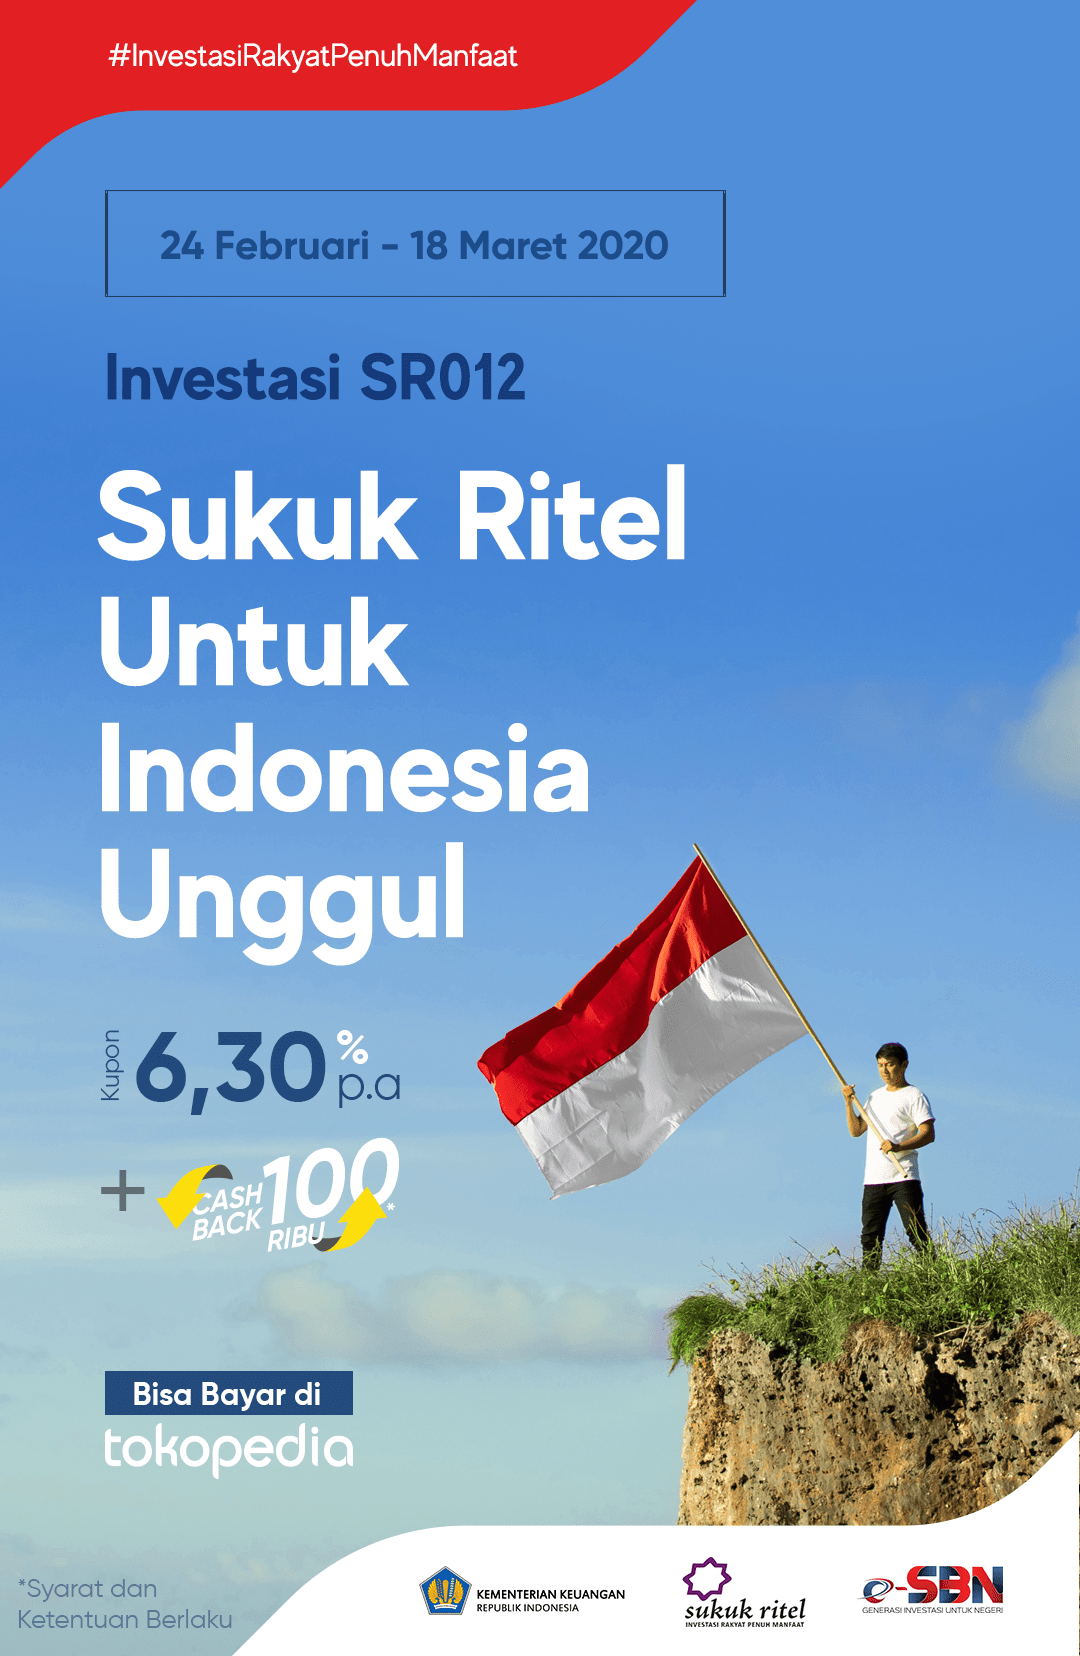 #InvestasiRakyatPenuhManfaat
24 Februari - 18 Maret 2020
Investasi SR012
Sukuk Ritel
Untuk
Indonesia
Unggul
Kupon 6,30 % p.a
+ CASH BACK 100 RIBU*
Bisa Bayar di
tokopedia
*Syarat dan
Ketentuan Berlaku
KEMENTERIAN KEUANGAN
REPUBLIK INDONESIA
sukuk ritel
INVESTASI RAKYAT PENUH MANFAAT
e-SBN
GENERASI INVESTASI UNTUK NEGERI